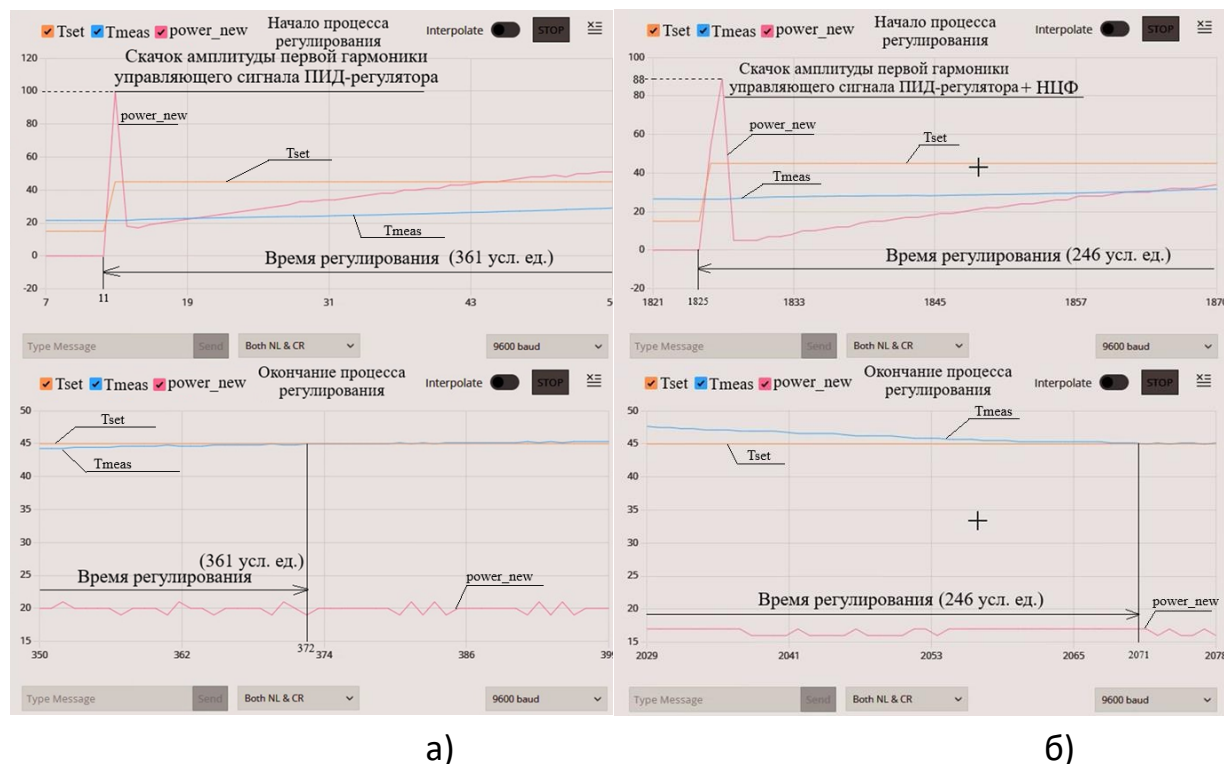 Tset Tmeas power_new Начало процесса регулирования Interpolate STOP
Скачок амплитуды первой гармоники
управляющего сигнала ПИД-регулятора
120
100
power_new
80
Tset
60
40
20
Tmeas
0
Время регулирования (361 усл. ед.)
-20
7 11 19 31 43
Type Message Send Both NL & CR 9600 baud
Tset Tmeas power_new Окончание процесса регулирования Interpolate STOP
50
Tset
45
Tmeas
40
35
30
(361 усл. ед.)
25
Время регулирования
power_new
20
15
350 362 372 374 386 399
Type Message Send Both NL & CR 9600 baud
а)
Tset Tmeas power_new Начало процесса регулирования Interpolate STOP
100
Скачок амплитуды первой гармоники
88
управляющего сигнала ПИД-регулятора + НЦФ
80
power_new
60
Tset
40
Tmeas
20
0
Время регулирования (246 усл. ед.)
-20
1821 1825 1833 1845 1857 1870
Type Message Send Both NL & CR 9600 baud
Tset Tmeas power_new Окончание процесса регулирования Interpolate STOP
50
Tmeas
45
Tset
40
35
30
25
Время регулирования (246 усл. ед.)
power_new
20
15
2029 2041 2053 2065 2071 2078
Type Message Send Both NL & CR 9600 baud
б)